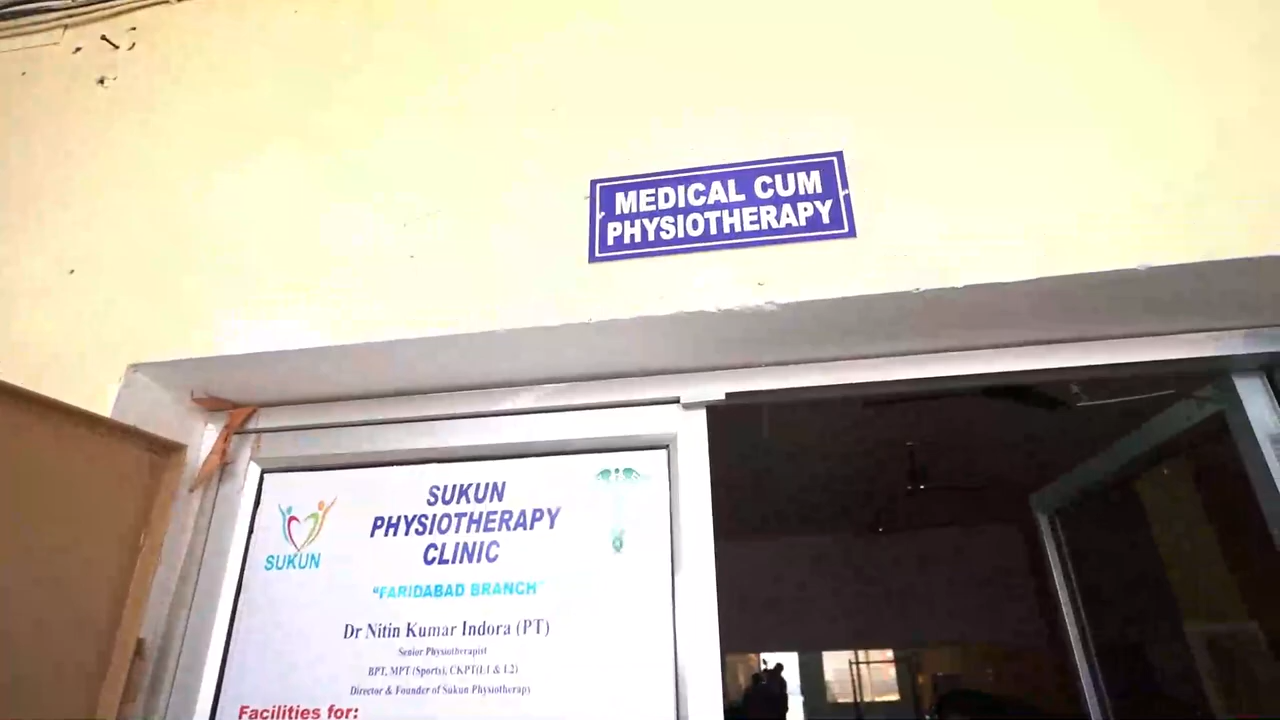 MEDICAL CUM
PHYSIOTHERAPY
SUKUN
PHYSIOTHERAPY
CLINIC
SUKUN
"FARIDABAD BRANCH"
Dr Nitin Kumar Indora (PT)
Senior Physiotherapist
BPT, MPT (Sports), CKPT(L1 & L2)
Director & Founder of Sukun Physiotherapy
Facilities for: